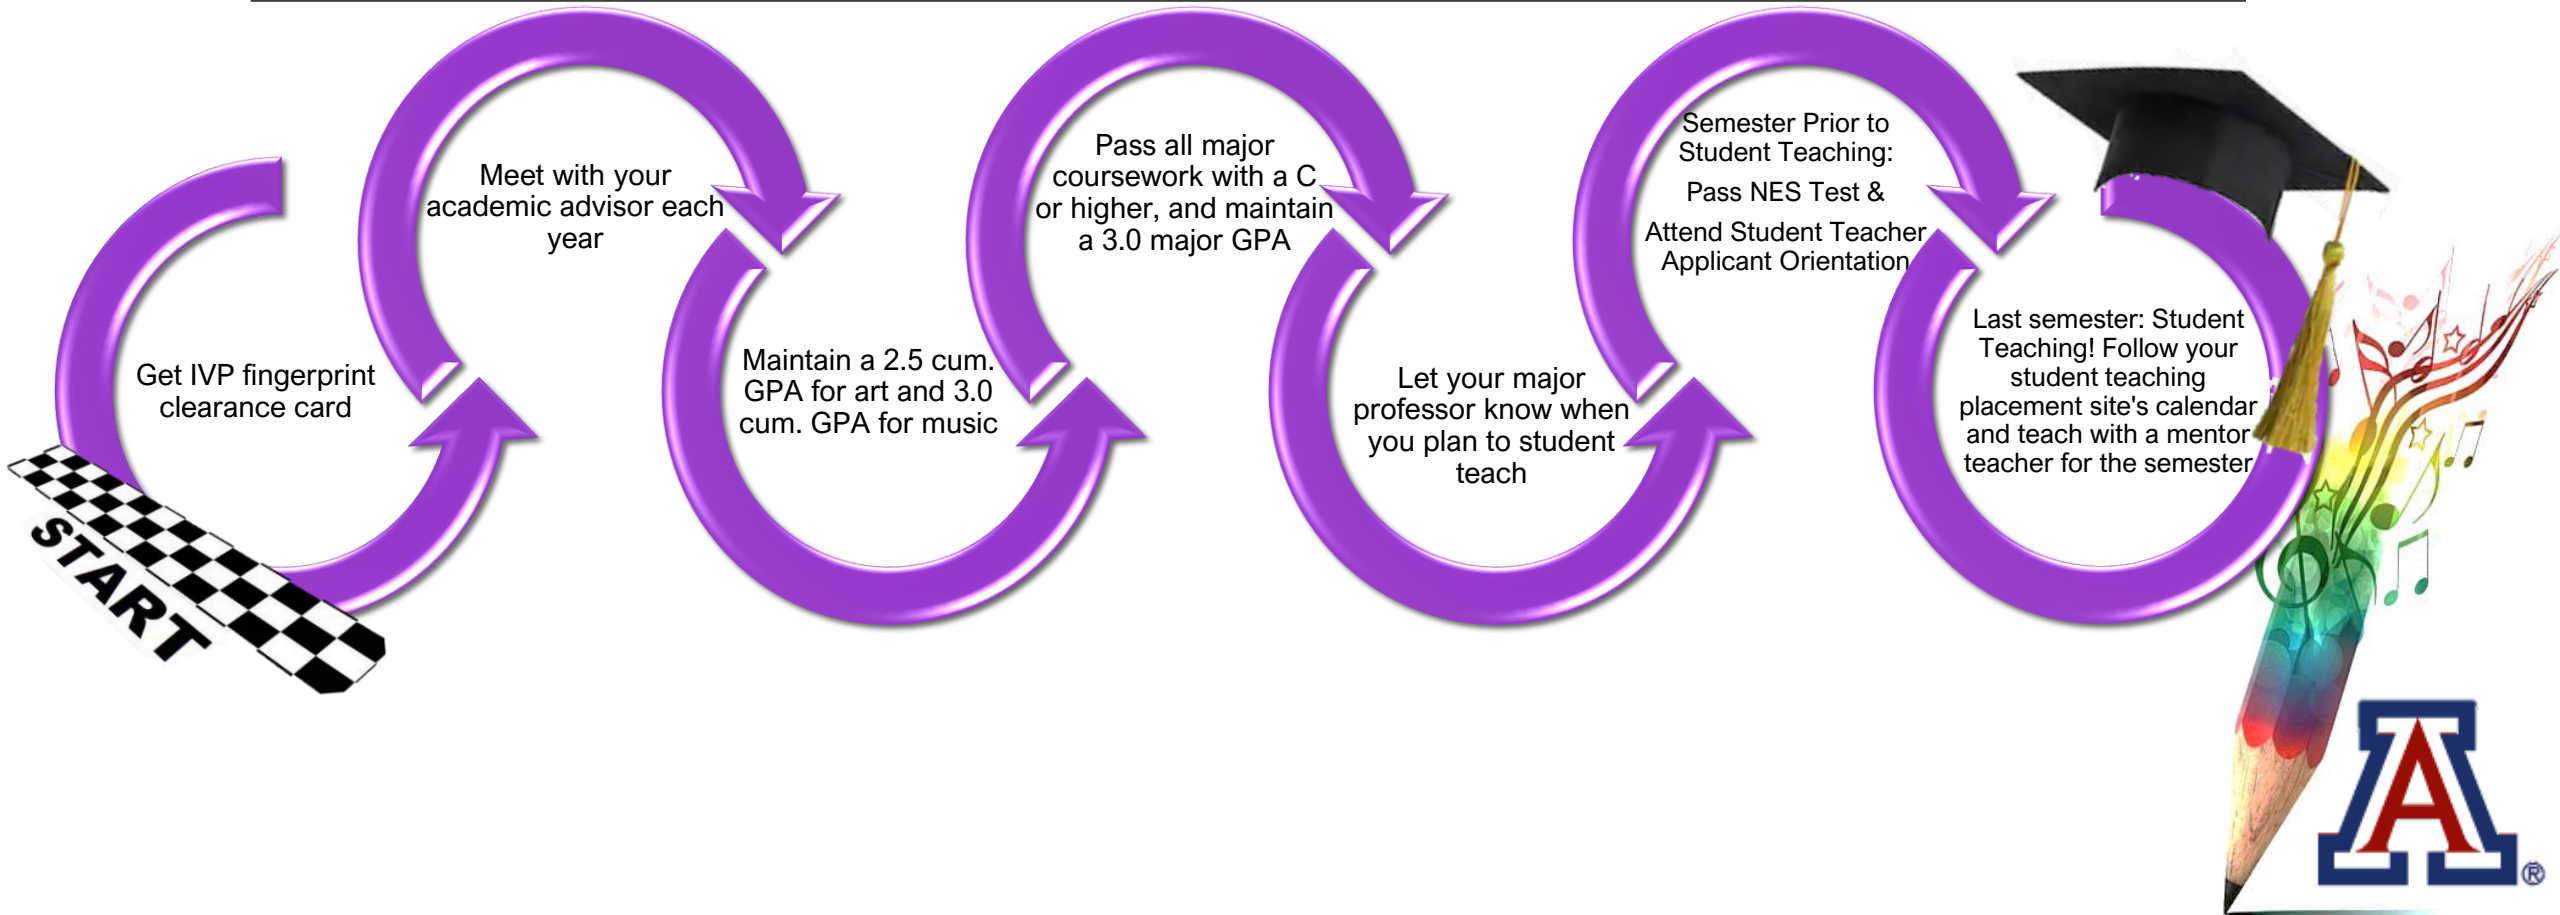 START
Get IVP fingerprint
clearance card
Meet with your
academic advisor each
year
Maintain a 2.5 cum.
GPA for art and 3.0
cum. GPA for music
Pass all major
coursework with a C
or higher, and maintain
a 3.0 major GPA
Let your major
professor know when
you plan to student
teach
Semester Prior to
Student Teaching:
Pass NES Test &
Attend Student Teacher
Applicant Orientation
Last semester: Student
Teaching! Follow your
student teaching
placement site's calendar
and teach with a mentor
teacher for the semester
A
®